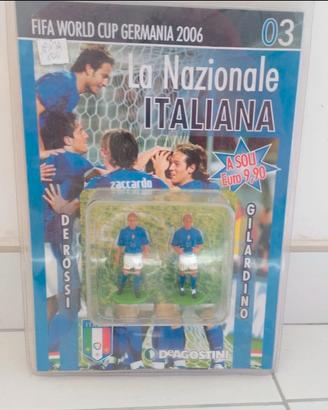 FIFA WORLD CUP GERMANIA 2006
03
La Nazionale
ITALIANA
A SOLI
Euro 9,90
zaccardo
DE ROSSI
GILARDINO
DEAGOSTINI